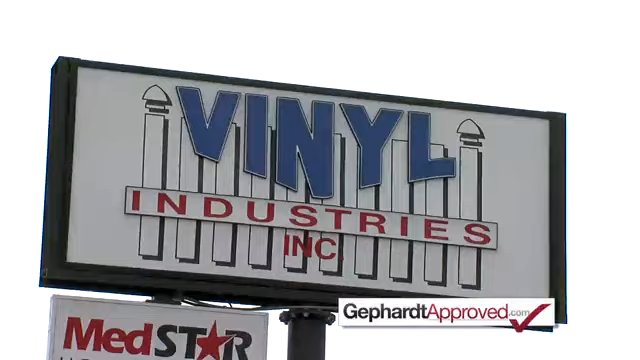 VINYL
INDUSTRIES
INC.
GephardtApproved.com
MedSTAR